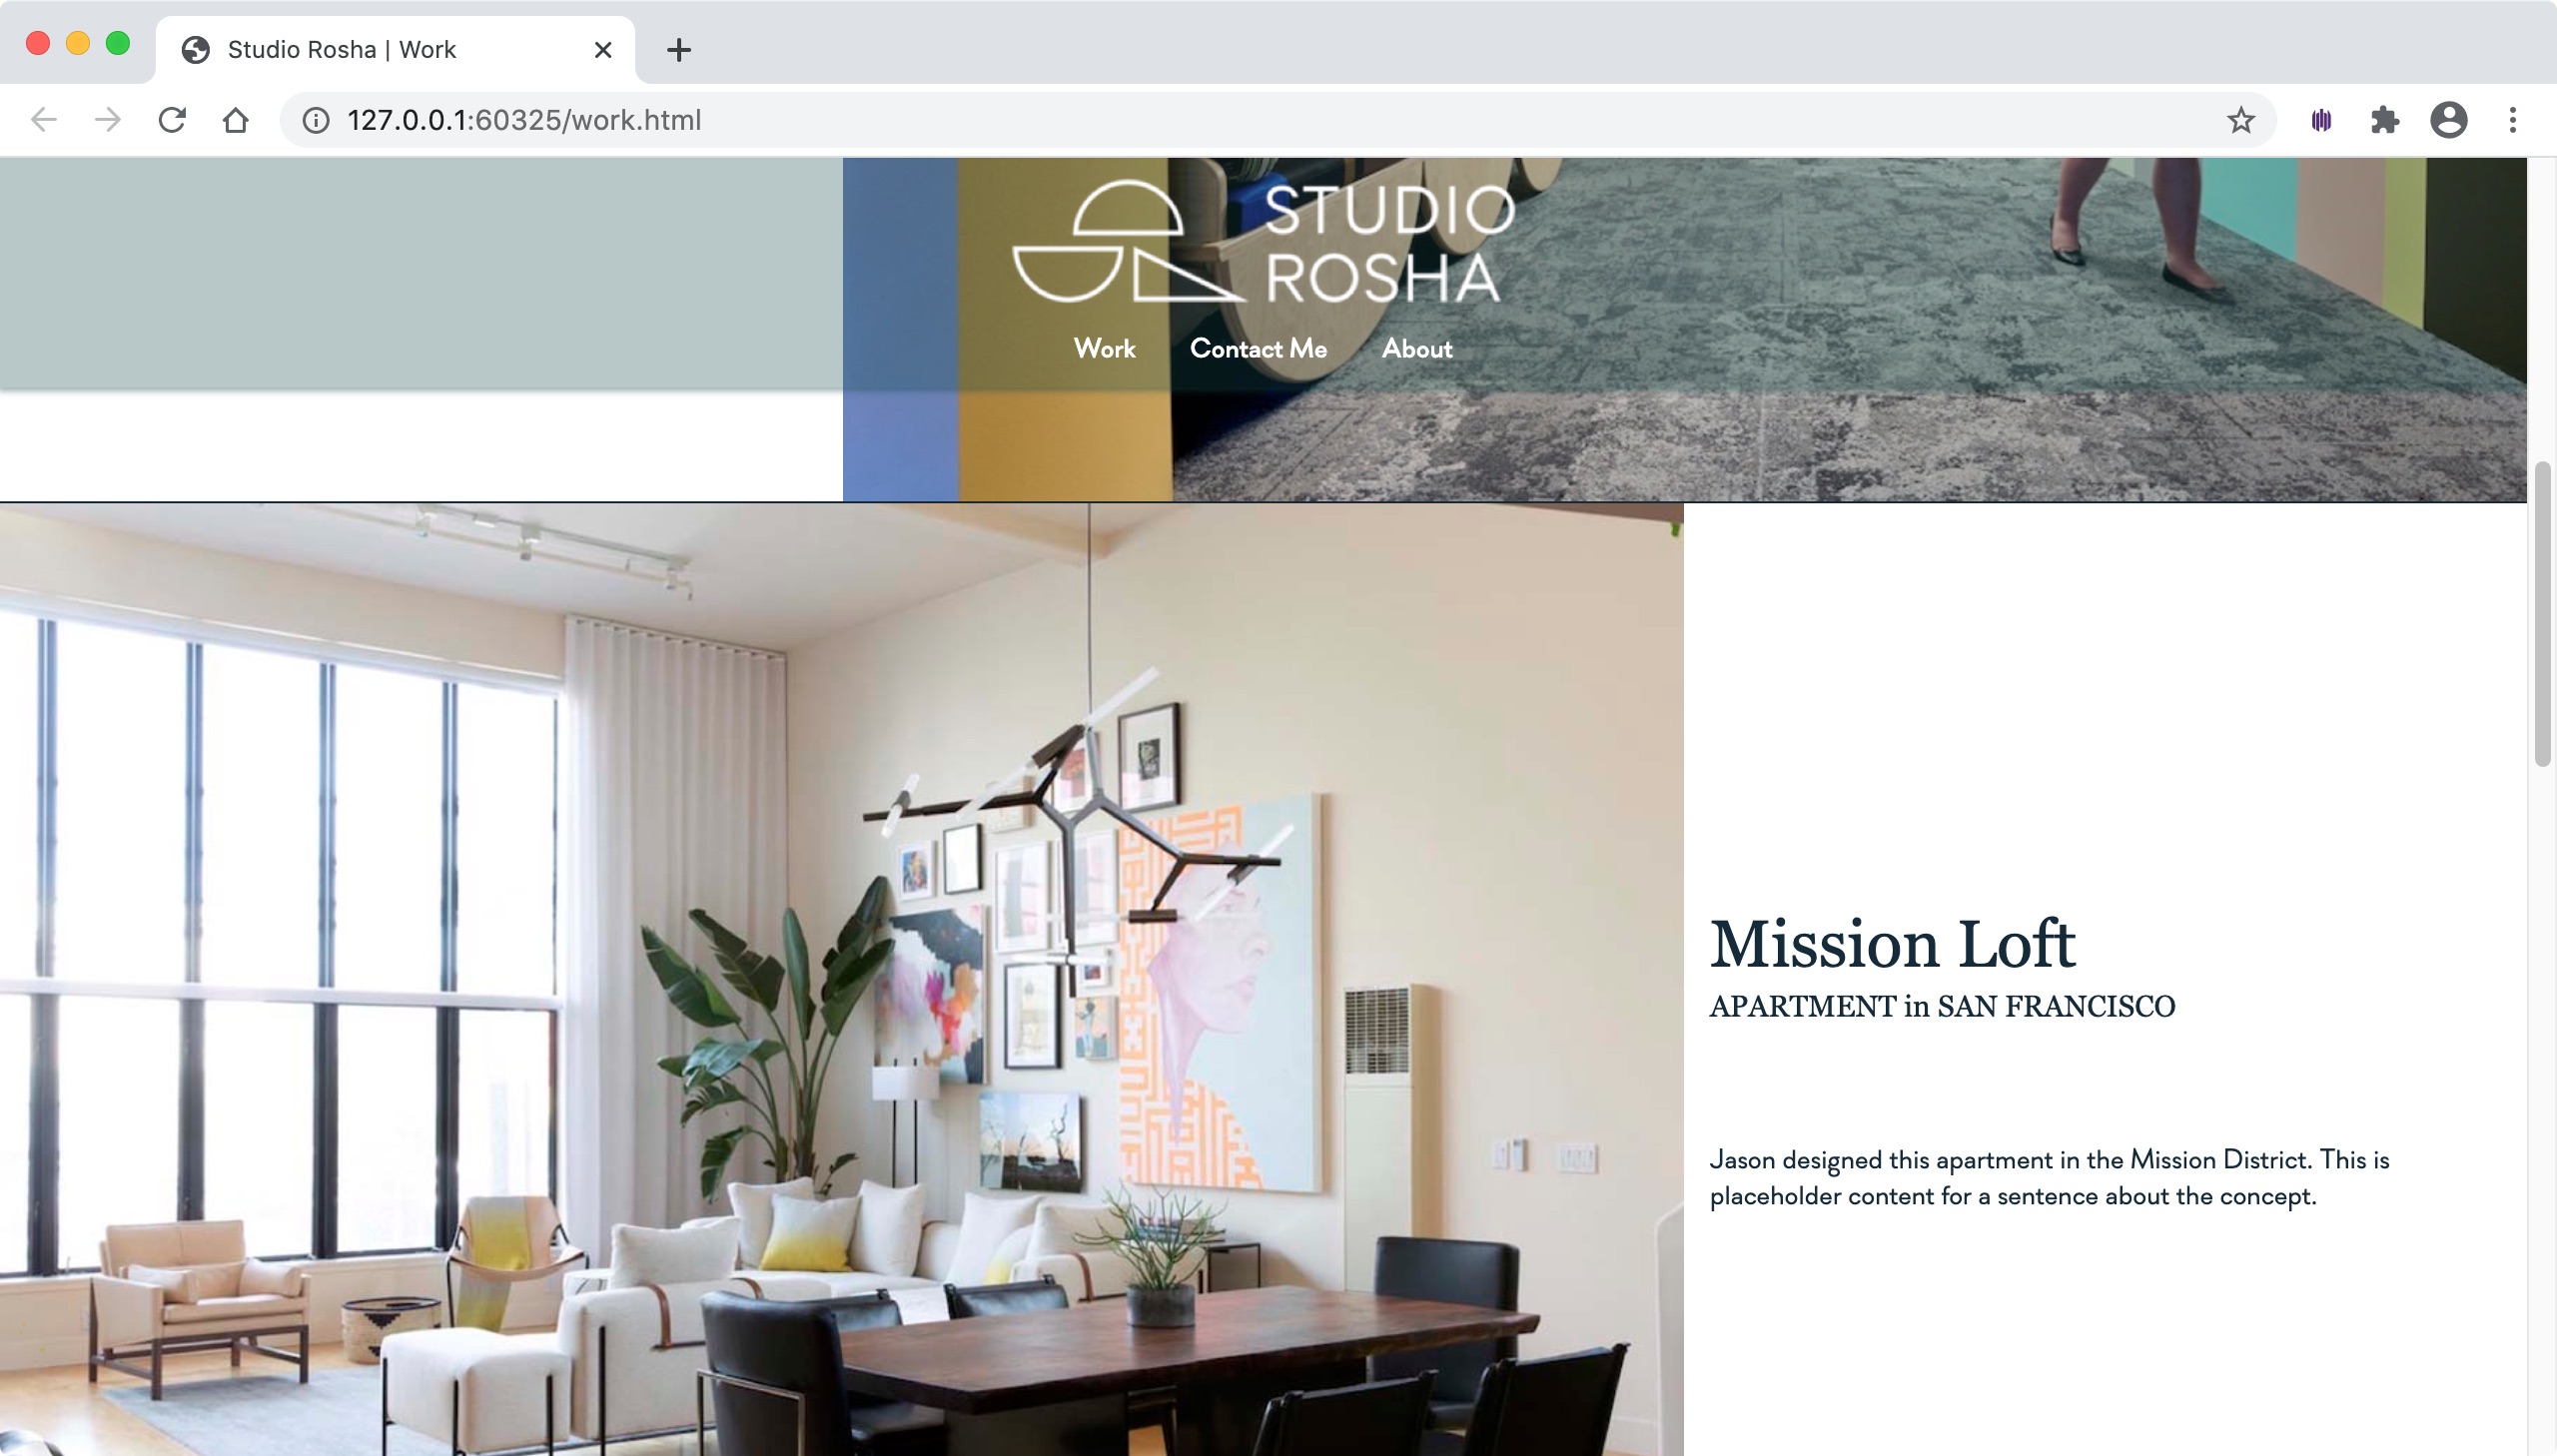 Studio Rosha | Work
127.0.0.1:60325/work.html
STUDIO
ROSHA
Work Contact Me About
Mission Loft
APARTMENT in SAN FRANCISCO
Jason designed this apartment in the Mission District. This is
placeholder content for a sentence about the concept.